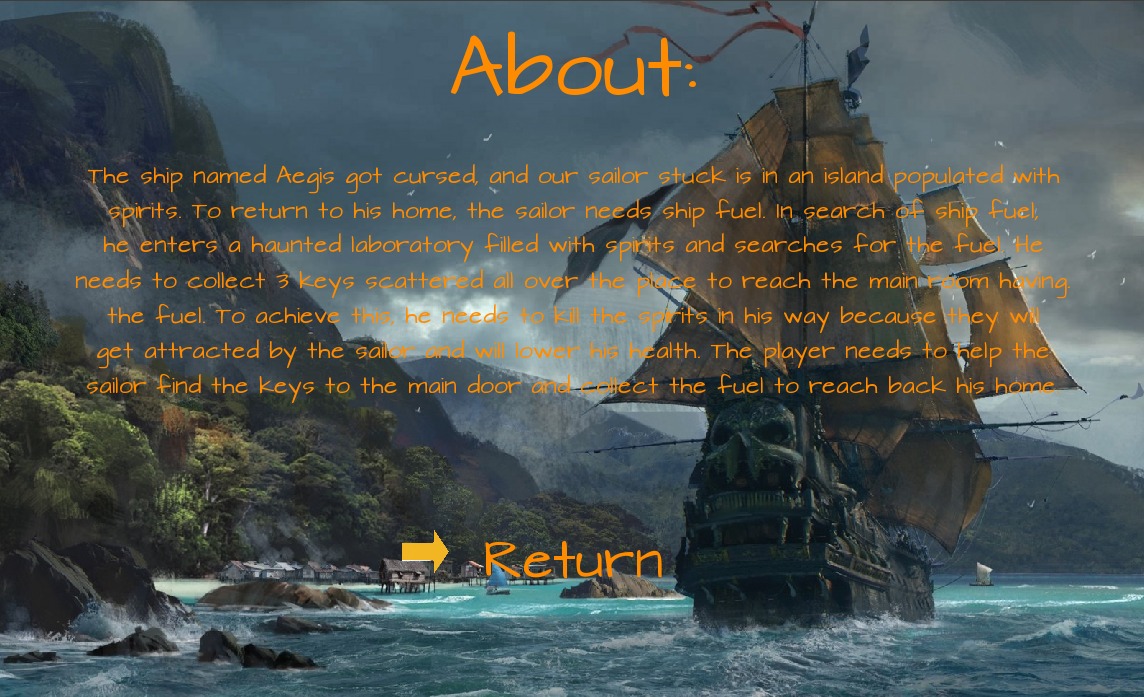 About:
The ship named Aegis got cursed, and our sailor stuck is in an island populated with
spirits. To return to his home, the sailor needs ship fuel. In search of ship fuel,
he enters a haunted laboratory filled with spirits and searches for the fuel. He
needs to collect 3 keys scattered all over the place to reach the main room having.
the fuel. To achieve this, he needs to kill the spirits in his way because they will
get attracted by the sailor and will lower his health. The player needs to help the
sailor find the keys to the main door and collect the fuel to reach back his home
Return